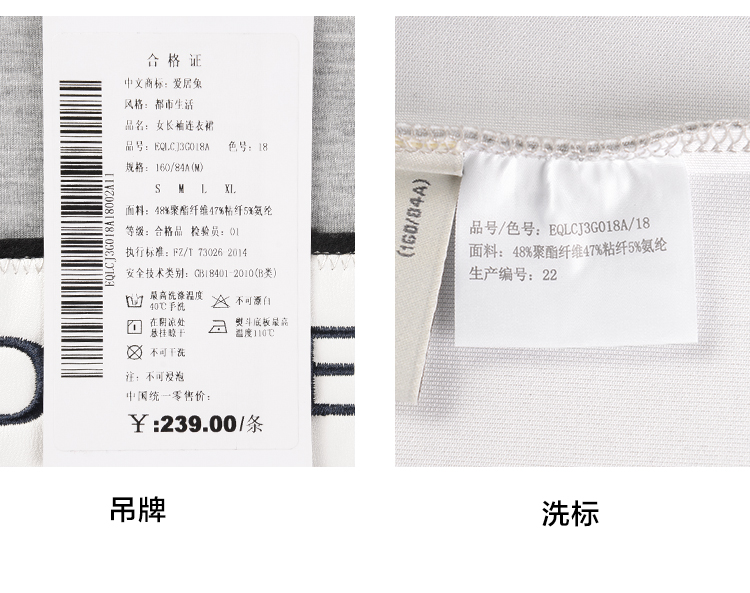 合格证
中文商标：爱居兔
风格：都市生活
品名：女长袖连衣裙
品号：EQLCJ3G018A 色号：18
规格：160/84A(M)
S M L XL
面料：48%聚酯纤维47%粘纤5%氨纶
等级：合格品 检验员：01
执行标准：FZ/T 73026 2014
安全技术类别：GB18401-2010(B类)
最高洗涤温度
40℃手洗
不可漂白
在阴凉处
悬挂晾干
熨斗底板最高
温度110℃
不可干洗
注：不可浸泡
中国统一零售价：
￥:239.00/条
EQLCJ3G018A18002A11
吊牌
(160/84A)
品号/色号：EQLCJ3G018A/18
面料：48%聚酯纤维47%粘纤5%氨纶
生产编号：22
洗标